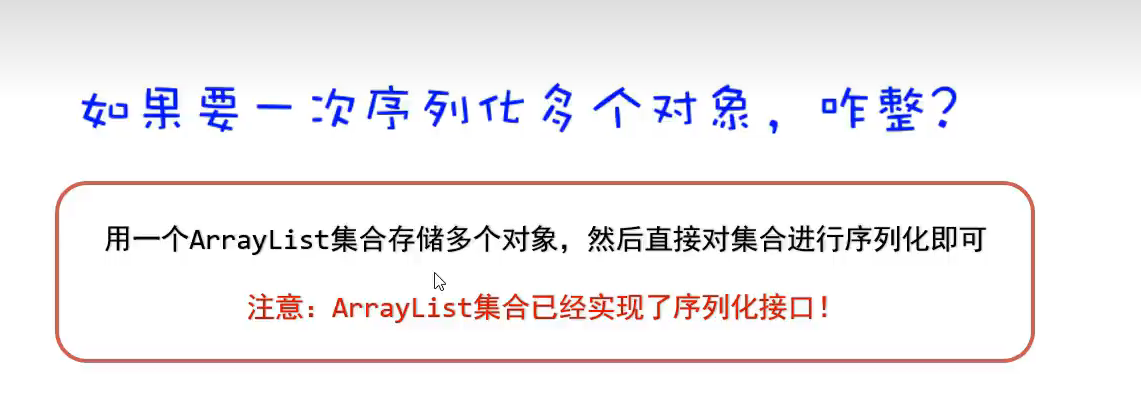 如果要一次序列化多个对象，咋整？
用一个ArrayList集合存储多个对象，然后直接对集合进行序列化即可
注意：ArrayList集合已经实现了序列化接口！